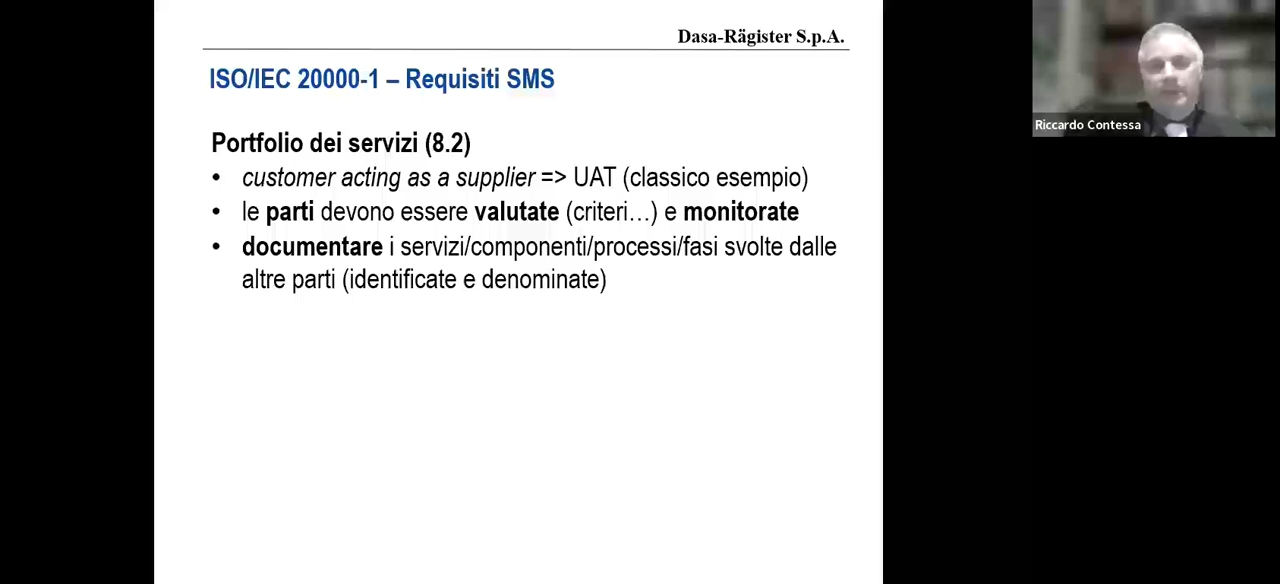 Dasa-Rägister S.p.A.
ISO/IEC 20000-1 – Requisiti SMS
Portfolio dei servizi (8.2)
• customer acting as a supplier => UAT (classico esempio)
• le parti devono essere valutate (criteri…) e monitorate
• documentare i servizi/componenti/processi/fasi svolte dalle
altre parti (identificate e denominate)
Riccardo Contessa